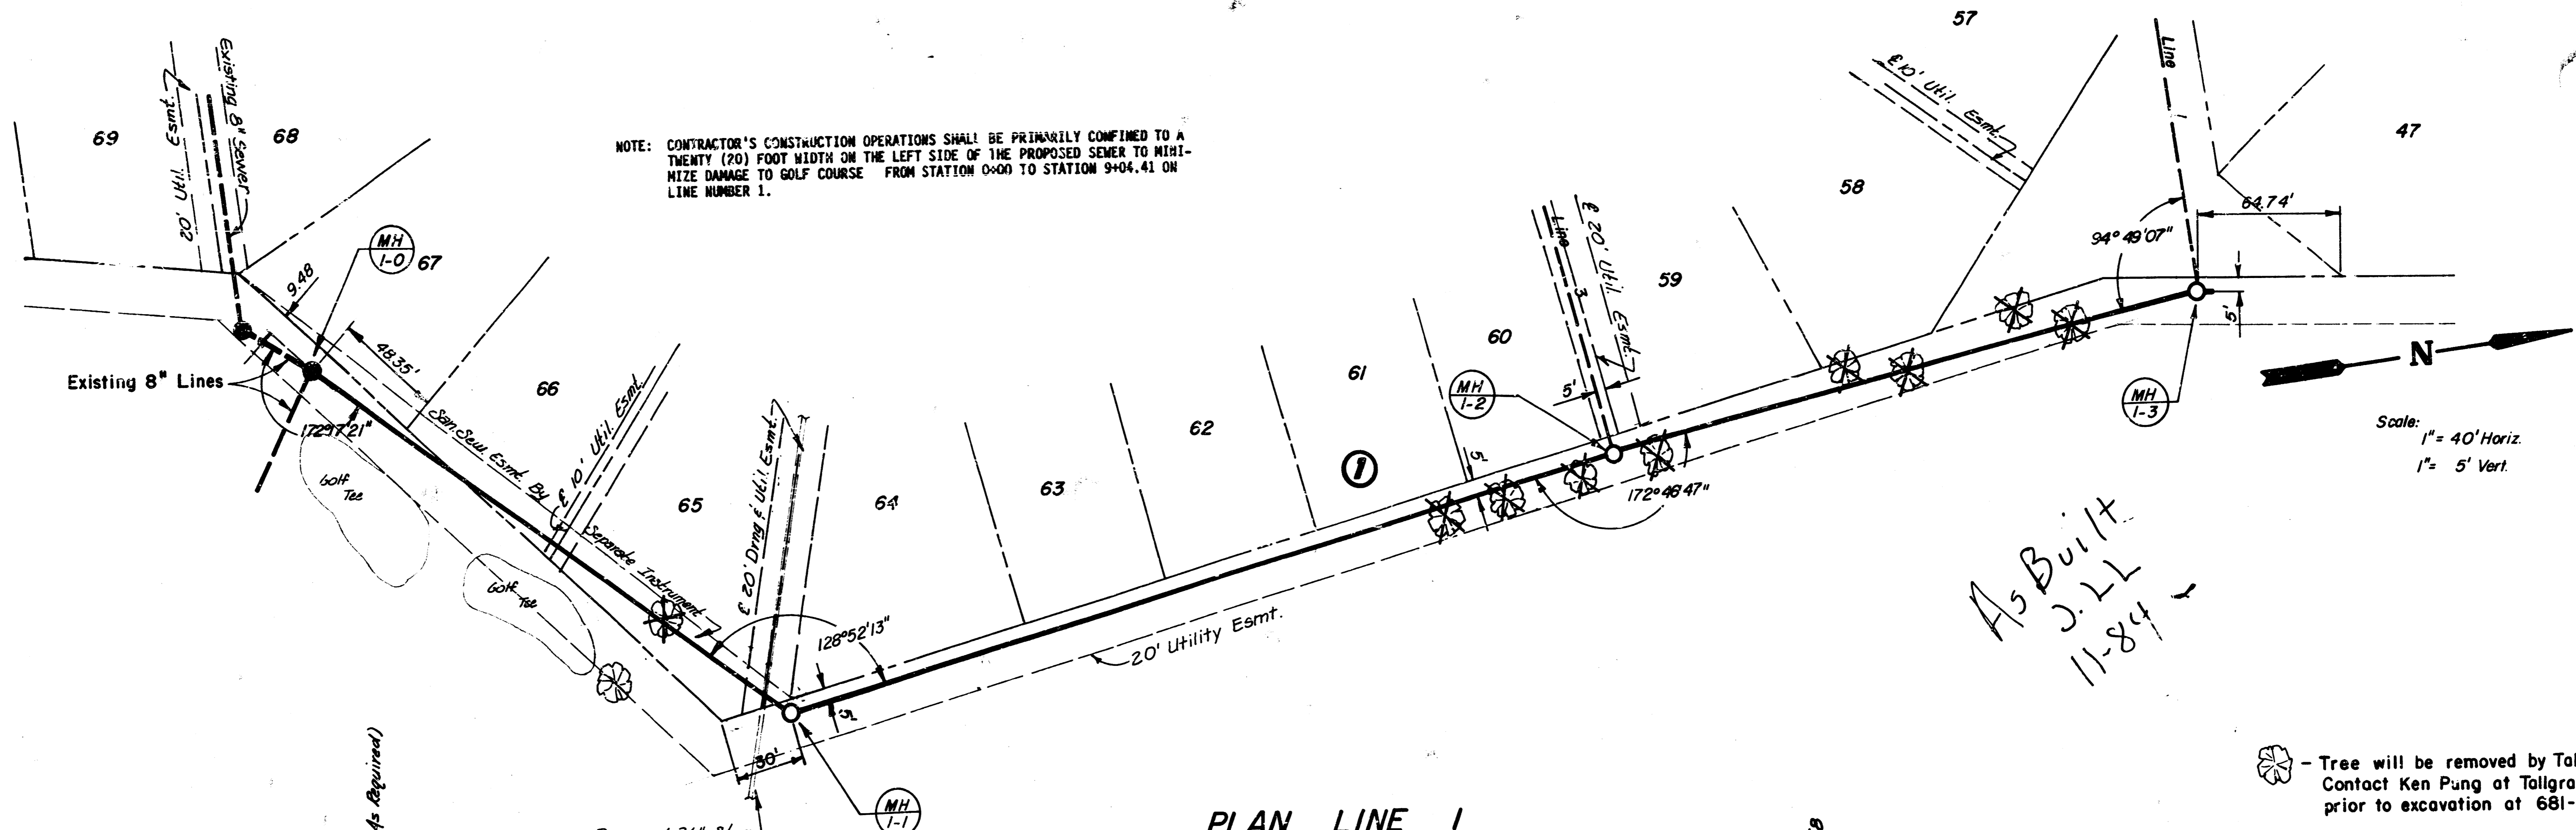 57
69
68
20' Util. Esmt.
Existing 8" Sewer
NOTE: CONTRACTOR'S CONSTRUCTION OPERATIONS SHALL BE PRIMARILY CONFINED TO A
TWENTY (20) FOOT WIDTH ON THE LEFT SIDE OF THE PROPOSED SEWER TO MINI-
MIZE DAMAGE TO GOLF COURSE FROM STATION 0+00 TO STATION 9+04.41 ON
LINE NUMBER 1.
℄ 10' Util.
Esmt.
Line
47
58
64.74'
94° 49'07"
5'
MH
1-0
67
9.48
48.35'
Existing 8" Lines
172°17'21"
Golf
Tee
Golf
Tee
66
San. Sew. Esmt. By
Separate Instrument
℄ 10' Util. Esmt.
65
℄ 20' Drng & Util. Esmt.
64
63
62
61
60
59
Line
3
℄ 20' Util. Esmt.
5'
MH
1-2
1
5'
172°46'47"
MH
1-3
N
Scale:
1" = 40' Horiz.
1" = 5' Vert.
As Built
J.LL
11-84
128°52'13"
20' Utility Esmt.
5'
30'
MH
1-1
As Required)
PLAN LINE 1
- Tree will be removed by
Contact Ken Pung at
prior to excavation at 681-